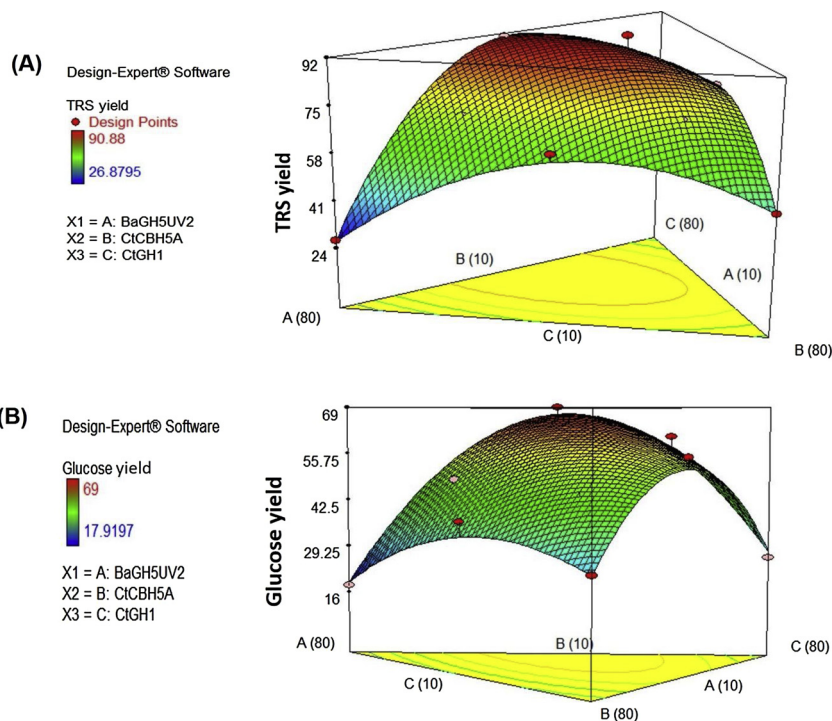 (A)
Design-Expert® Software
TRS yield
Design Points
90.88
26.8795
X1 = A: BaGH5UV2
X2 = B: CtCBH5A
X3 = C: CtGH1
TRS yield
92
75
58
41
24
A (80)
B (10)
C (80)
A (10)
C (10)
B (80)
(B)
Design-Expert® Software
Glucose yield
69
17.9197
X1 = A: BaGH5UV2
X2 = B: CtCBH5A
X3 = C: CtGH1
Glucose yield
69
55.75
42.5
29.25
16
A (80)
B (10)
C (80)
C (10)
A (10)
B (80)